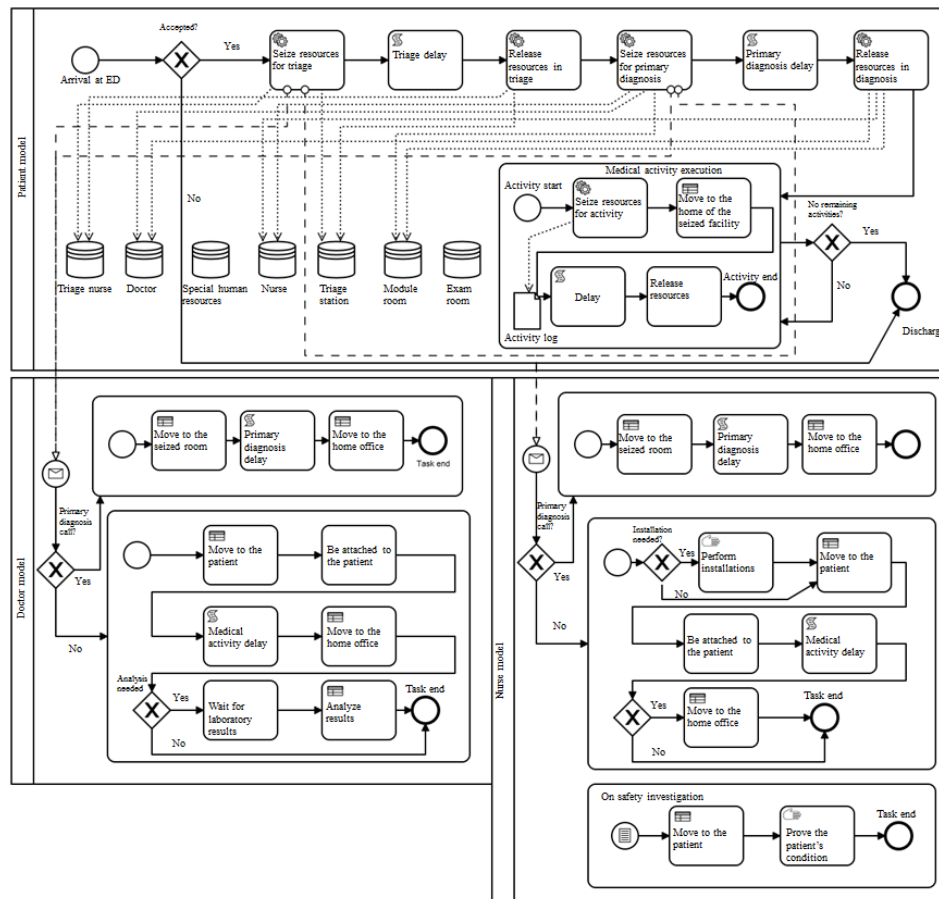 Accepted?
Yes
Arrival at ED
Seize resources
for triage
Triage delay
Release
resources in
triage
Seize resources
for primary
diagnosis
Primary
diagnosis delay
Release
resources in
diagnosis
Patient model
No
Medical activity execution
Activity start
Seize resources
for activity
Move to the
home of the
seized facility
No remaining
activities?
Yes
No
Triage nurse
Doctor
Special human
resources
Nurse
Triage
station
Module
room
Exam
room
Delay
Release
resources
Activity end
Activity log
Discharg
Doctor model
Move to the
seized room
Primary
diagnosis
delay
Move to the
home office
Task end
Primary
diagnosis
call?
Yes
No
Move to the
patient
Be attached to
the patient
Medical
activity delay
Move to the
home office
Analysis
needed
Yes
Wait for
laboratory
results
Analyze
results
Task end
No
Nurse model
Move to the
seized room
Primary
diagnosis
delay
Move to the
home office
Primary
diagnosis
call?
Yes
No
Installation
needed?
Yes
Perform
installations
Move to the
patient
No
Be attached to
the patient
Medical
activity delay
Yes
Move to the
home office
Task end
No
On safety investigation
Move to the
patient
Prove the
patient's
condition
Task end